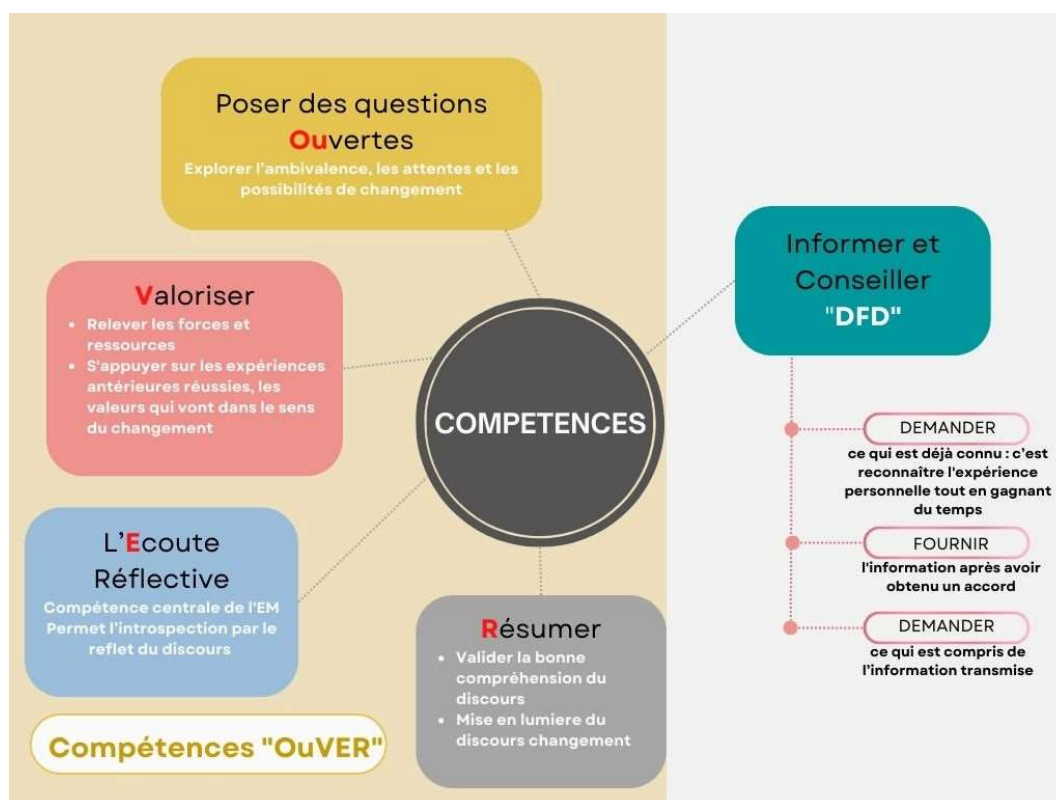 Poser des questions
Ouvertes
Explorer l'ambivalence, les attentes et les
possibilités de changement
Valoriser
• Relever les forces et
ressources
• S'appuyer sur les expériences
antérieures réussies, les
valeurs qui vont dans le sens
du changement
L'Ecoute
Réflective
Compétence centrale de l'EM
Permet l'introspection par le
reflet du discours
Compétences "OuVER"
COMPETENCES
Résumer
• Valider la bonne
compréhension du
discours
• Mise en lumiere du
discours changement
Informer et
Conseiller
"DFD"
DEMANDER
ce qui est déjà connu : c'est
reconnaître l'expérience
personnelle tout en gagnant
du temps
FOURNIR
l'information après avoir
obtenu un accord
DEMANDER
ce qui est compris de
l'information transmise